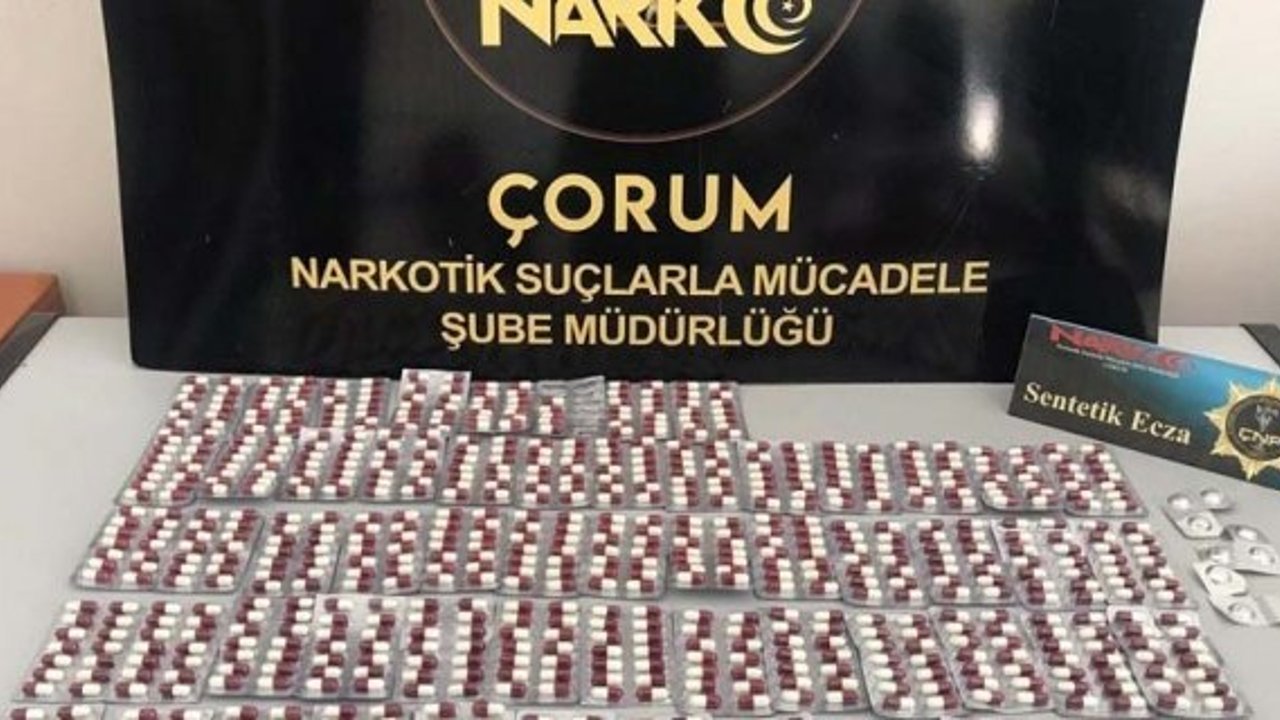 NARKO
ÇORUM
NARKOTİK SUÇLARLA MÜCADELE
ŞUBE MÜDÜRLÜĞÜ
NARKO
Sentetik Ecza